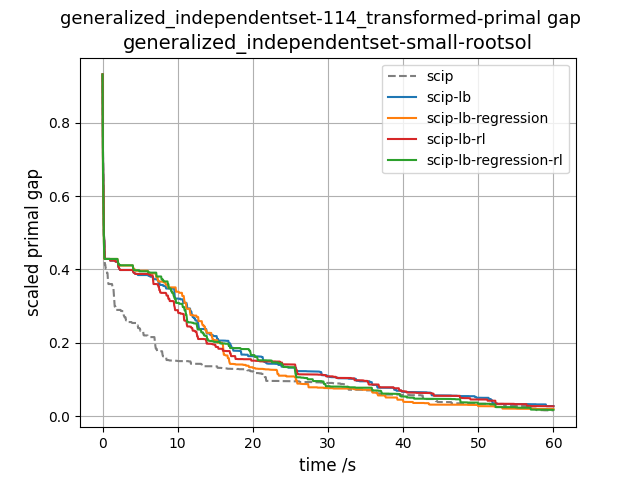 generalized_independentset-114_transformed-primal gap
generalized_independentset-small-rootsol
scip
scip-lb
scip-lb-regression
scip-lb-rl
scip-lb-regression-rl
scaled primal gap
0.8
0.6
0.4
0.2
0.0
0 10 20 30 40 50 60
time /s